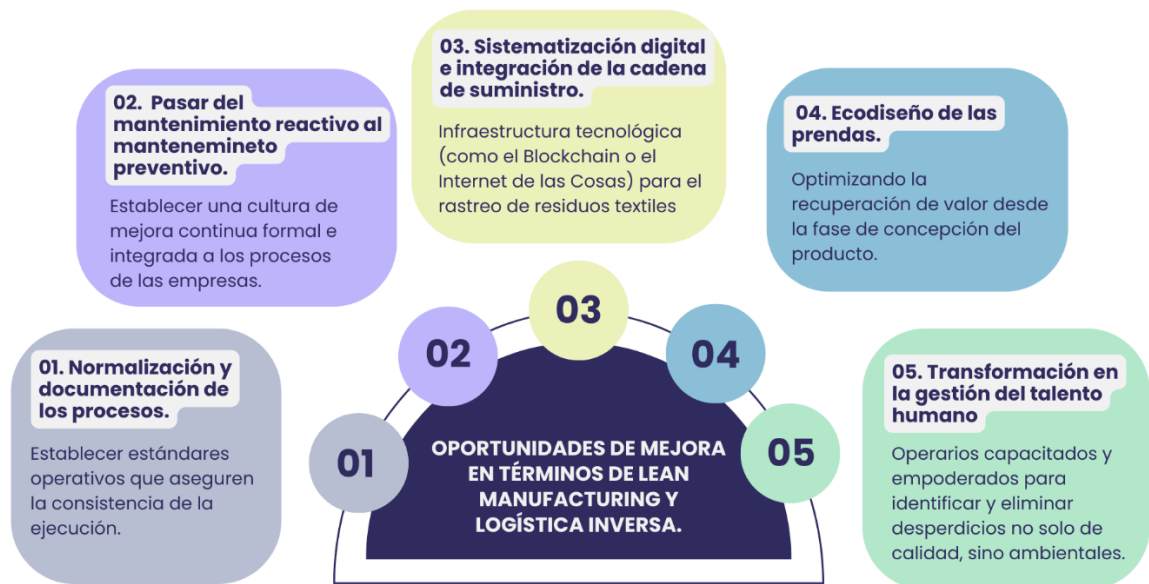 01. Normalización y
documentación de
los procesos.
Establecer estándares
operativos que aseguren
la consistencia de la
ejecución.
02.  Pasar del
mantenimiento reactivo al
mantenemineto
preventivo.
Establecer una cultura de
mejora continua formal e
integrada a los procesos
de las empresas.
03. Sistematización digital
e integración de la cadena
de suministro.
Infraestructura tecnológica
(como el Blockchain o el
Internet de las Cosas) para el
rastreo de residuos textiles
04. Ecodiseño de las
prendas.
Optimizando la
recuperación de valor desde
la fase de concepción del
producto.
05. Transformación en
la gestión del talento
humano
Operarios capacitados y
empoderados para
identificar y eliminar
desperdicios no solo de
calidad, sino ambientales.
01
02
03
04
05
OPORTUNIDADES DE MEJORA
EN TÉRMINOS DE LEAN
MANUFACTURING Y
LOGÍSTICA INVERSA.